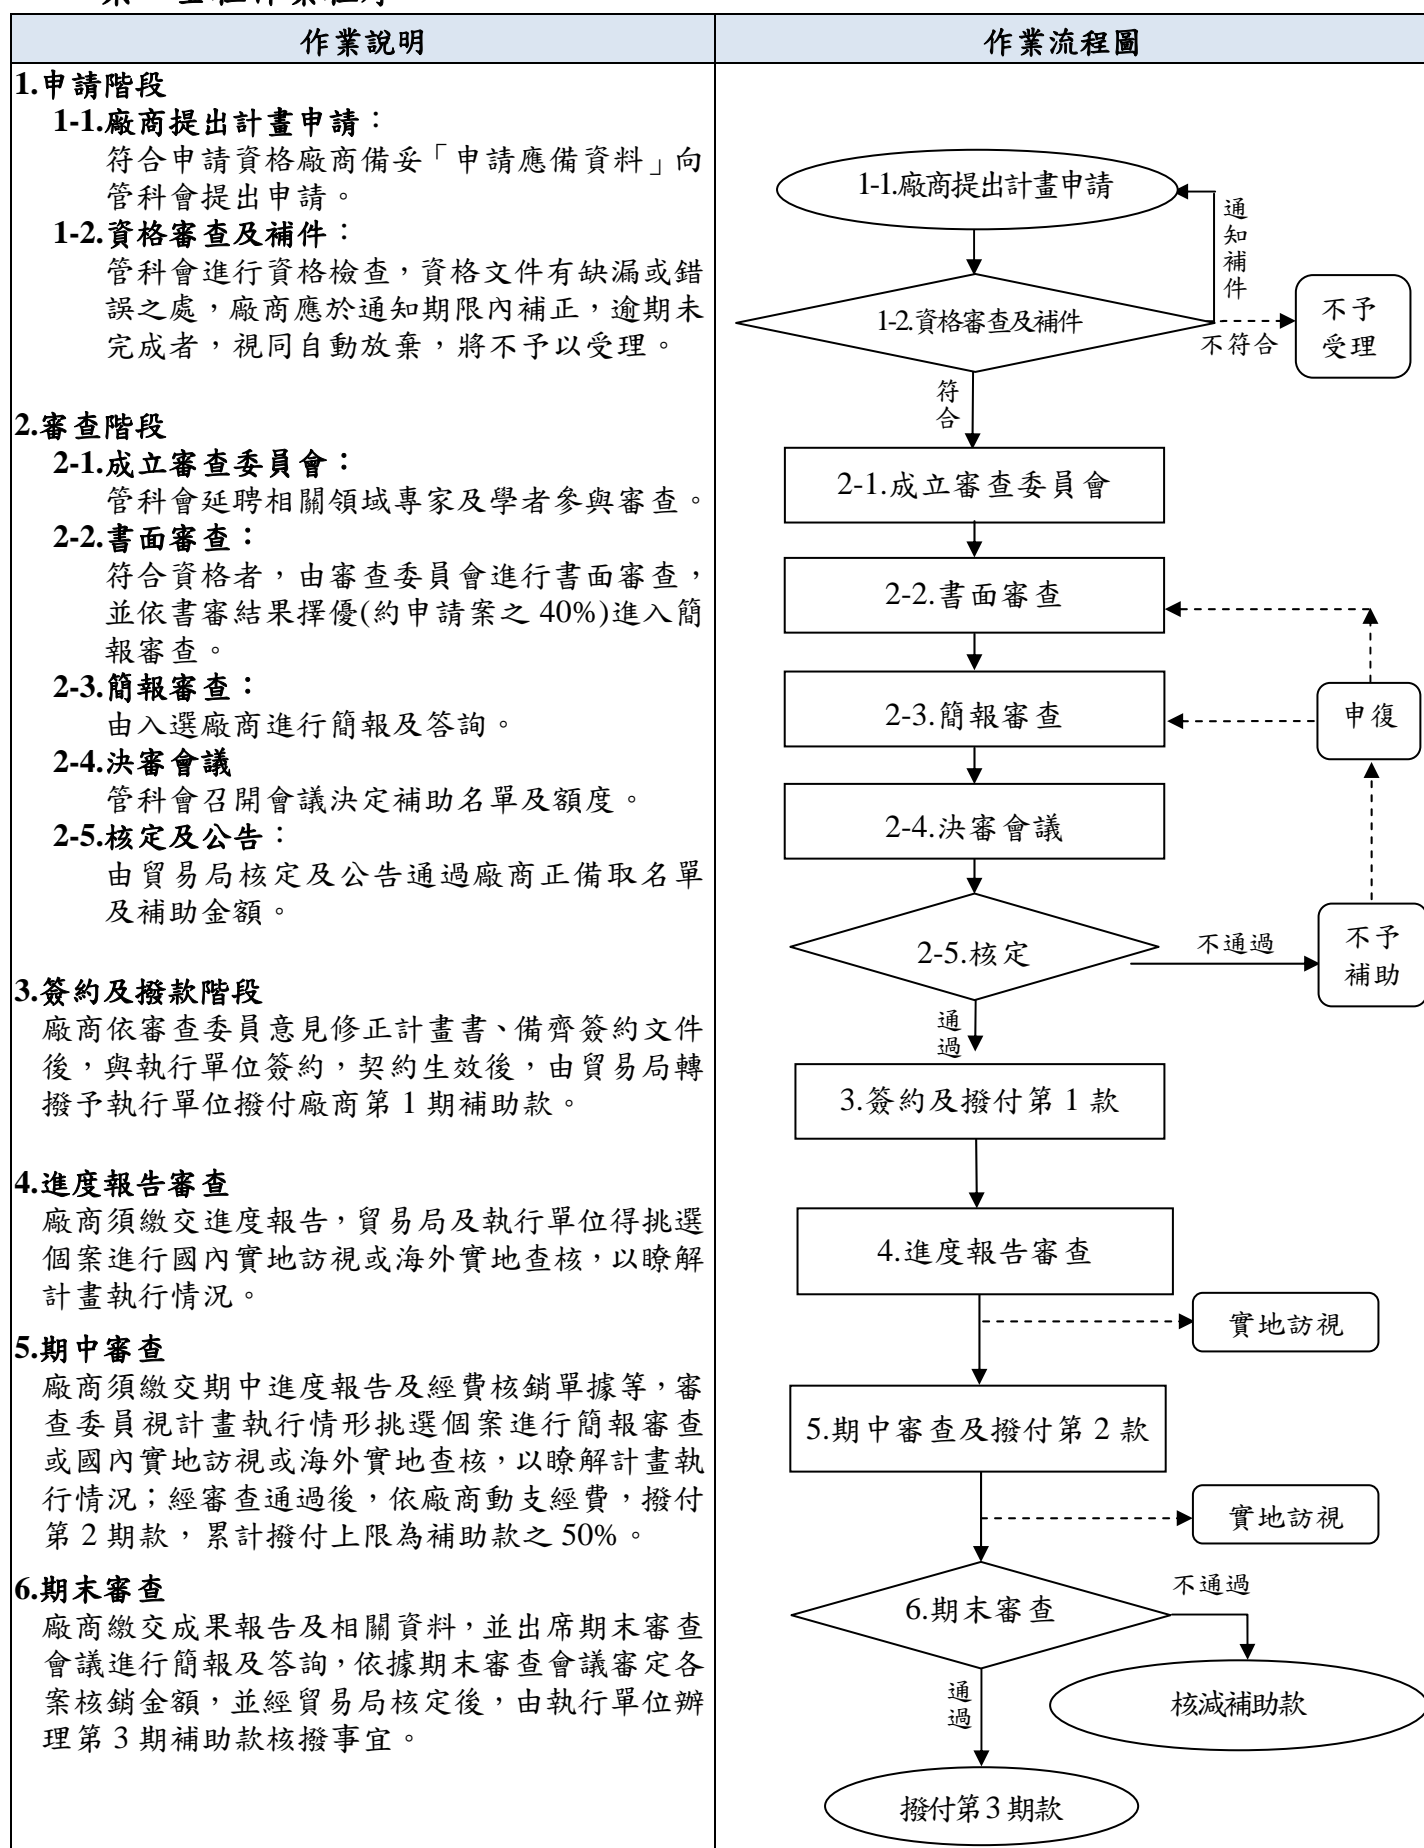 作業說明
作業流程圖
1.申請階段
1-1.廠商提出計畫申請：
符合申請資格廠商備妥「申請應備資料」向
管科會提出申請。
1-2.資格審查及補件：
管科會進行資格檢查，資格文件有缺漏或錯
誤之處，廠商應於通知期限內補正，逾期未
完成者，視同自動放棄，將不予以受理。
2.審查階段
2-1.成立審查委員會：
管科會延聘相關領域專家及學者參與審查。
2-2.書面審查：
符合資格者，由審查委員會進行書面審查，
並依書審結果擇優(約申請案之 40%)進入簡
報審查。
2-3.簡報審查：
由入選廠商進行簡報及答詢。
2-4.決審會議
管科會召開會議決定補助名單及額度。
2-5.核定及公告：
由貿易局核定及公告通過廠商正備取名單
及補助金額。
3.簽約及撥款階段
廠商依審查委員意見修正計畫書、備齊簽約文件
後，與執行單位簽約，契約生效後，由貿易局轉
撥予執行單位撥付廠商第 1 期補助款。
4.進度報告審查
廠商須繳交進度報告，貿易局及執行單位得挑選
個案進行國內實地訪視或海外實地查核，以瞭解
計畫執行情況。
5.期中審查
廠商須繳交期中進度報告及經費核銷單據等，審
查委員視計畫執行情形挑選個案進行簡報審查
或國內實地訪視或海外實地查核，以瞭解計畫執
行情況；經審查通過後，依廠商動支經費，撥付
第 2 期款，累計撥付上限為補助款之 50%。
6.期末審查
廠商繳交成果報告及相關資料，並出席期末審查
會議進行簡報及答詢，依據期末審查會議審定各
案核銷金額，並經貿易局核定後，由執行單位辦
理第 3 期補助款核撥事宜。
1-1.廠商提出計畫申請
通知補件
1-2.資格審查及補件
不符合
不予
受理
符合
2-1.成立審查委員會
2-2.書面審查
2-3.簡報審查
申復
2-4.決審會議
2-5.核定
不通過
不予
補助
通過
3.簽約及撥付第 1 款
4.進度報告審查
實地訪視
5.期中審查及撥付第 2 款
實地訪視
6.期末審查
不通過
核減補助款
通過
撥付第 3 期款